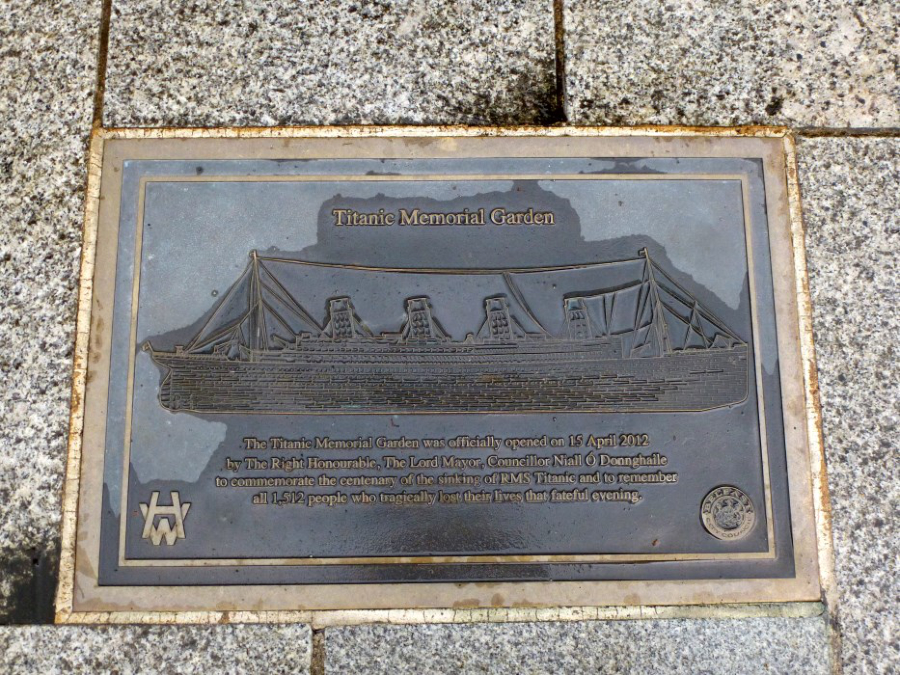 Titanic Memorial Garden
The Titanic Memorial Garden was officially opened on 15 April 2012
by The Right Honourable, The Lord Mayor, Councillor Niall Ó Donnghaile
to commemorate the centenary of the sinking of RMS Titanic and to remember
all 1,512 people who tragically lost their lives that fateful evening.
HW